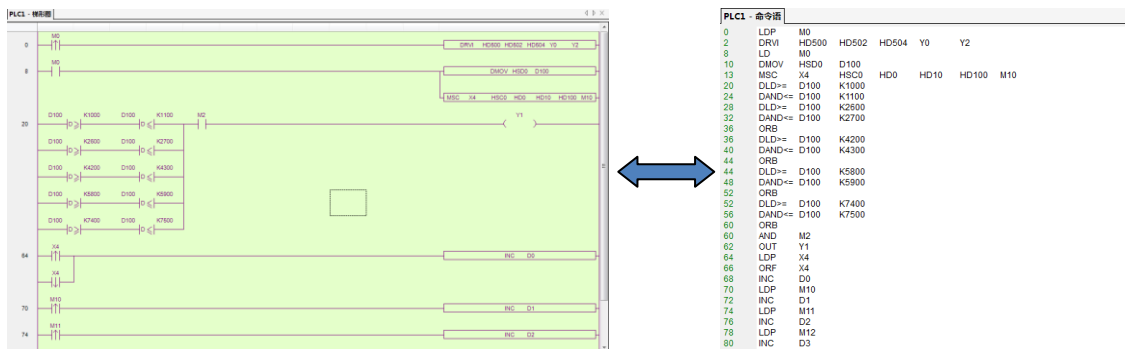 PLC1 - 梯形图
M0
0 DRVI HD500 HD502 HD504 Y0 Y2
M0
8 DMOV HSD0 D100
MSC X4 HSC0 HD0 HD10 HD100 M10
D100 K1000 D100 K1100 M2 Y1
20 D≥ D≤
D100 K2600 D100 K2700
D≥ D≤
D100 K4200 D100 K4300
D≥ D≤
D100 K5800 D100 K5900
D≥ D≤
D100 K7400 D100 K7500
D≥ D≤
X4
64 INC D0
X4
M10
70 INC D1
M11
74 INC D2
PLC1 - 命令语
0 LDP M0
2 DRVI HD500 HD502 HD504 Y0 Y2
8 LD M0
10 DMOV HSD0 D100
13 MSC X4 HSC0 HD0 HD10 HD100 M10
20 DLD>= D100 K1000
24 DAND<= D100 K1100
28 DLD>= D100 K2600
32 DAND<= D100 K2700
36 ORB
36 DLD>= D100 K4200
40 DAND<= D100 K4300
44 ORB
44 DLD>= D100 K5800
48 DAND<= D100 K5900
52 ORB
52 DLD>= D100 K7400
56 DAND<= D100 K7500
60 ORB
60 AND M2
62 OUT Y1
64 LDP X4
66 ORF X4
68 INC D0
70 LDP M10
72 INC D1
74 LDP M11
76 INC D2
78 LDP M12
80 INC D3